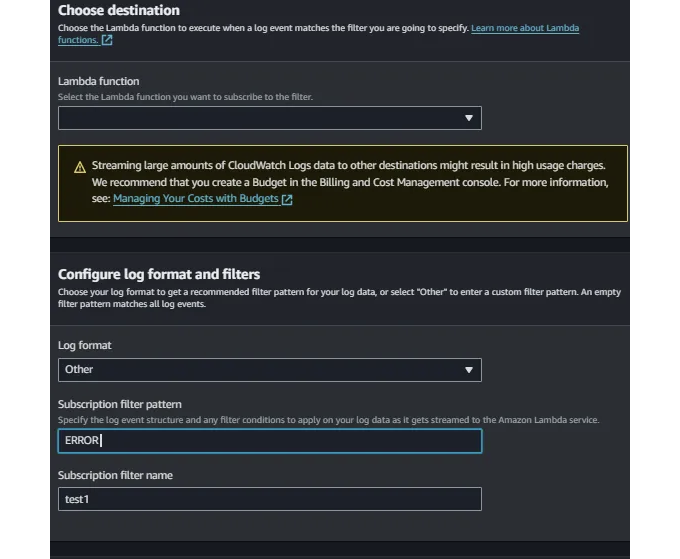 Choose destination
Choose the Lambda function to execute when a log event matches the filter you are going to specify. Learn more about Lambda
functions.
Lambda function
Select the Lambda function you want to subscribe to the filter.
Streaming large amounts of CloudWatch Logs data to other destinations might result in high usage charges.
We recommend that you create a Budget in the Billing and Cost Management console. For more information,
see: Managing Your Costs with Budgets
Configure log format and filters
Choose your log format to get a recommended filter pattern for your log data, or select "Other" to enter a custom filter pattern. An empty
filter pattern matches all log events.
Log format
Other
Subscription filter pattern
Specify the log event structure and any filter conditions to apply on your log data as it gets streamed to the Amazon Lambda service.
ERROR
Subscription filter name
test1